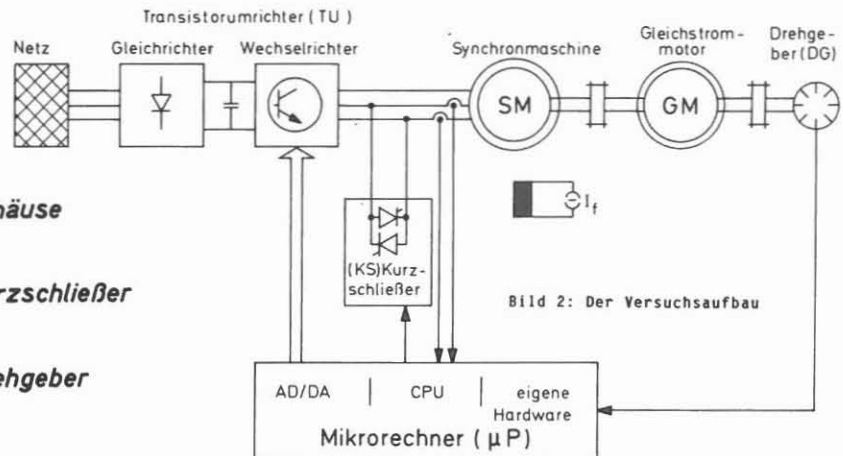 Transistorumrichter (TU)
Netz
Gleichrichter
Wechselrichter
Synchronmaschine
Gleichstrom-
motor
Drehge-
ber (DG)
SM
GM
häuse
rzschließer
ehgeber
(KS)Kurz-
schließer
I_f
Bild 2: Der Versuchsaufbau
AD/DA | CPU | eigene
Hardware
Mikrorechner ( µP)